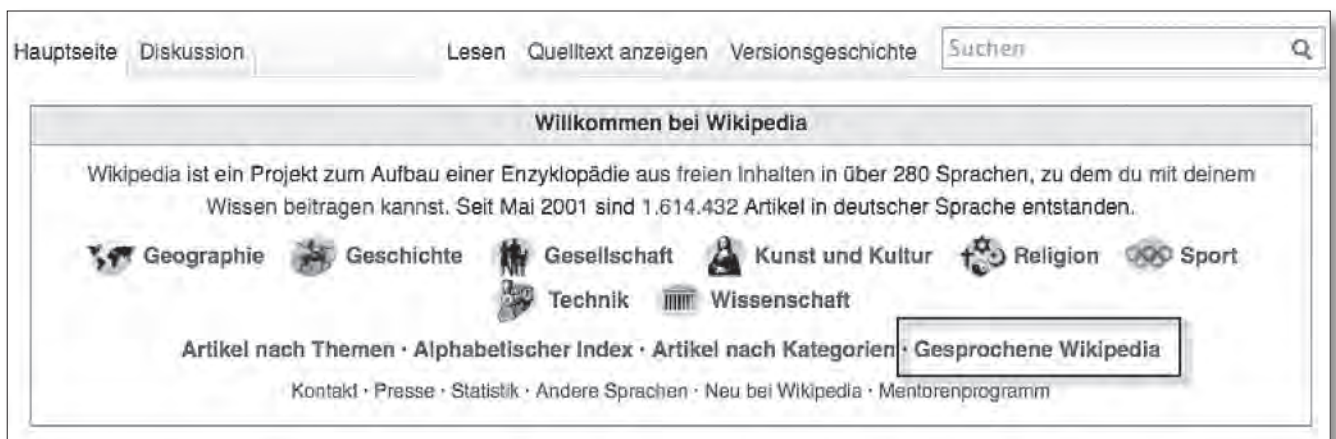 Hauptseite Diskussion Lesen Quelltext anzeigen Versionsgeschichte Suchen
Willkommen bei Wikipedia
Wikipedia ist ein Projekt zum Aufbau einer Enzyklopädie aus freien Inhalten in über 280 Sprachen, zu dem du mit deinem
Wissen beitragen kannst. Seit Mai 2001 sind 1.614.432 Artikel in deutscher Sprache entstanden.
Geographie Geschichte Gesellschaft Kunst und Kultur Religion Sport
Technik Wissenschaft
Artikel nach Themen · Alphabetischer Index · Artikel nach Kategorien · Gesprochene Wikipedia
Kontakt · Presse · Statistik · Andere Sprachen · Neu bei Wikipedia · Mentorenprogramm